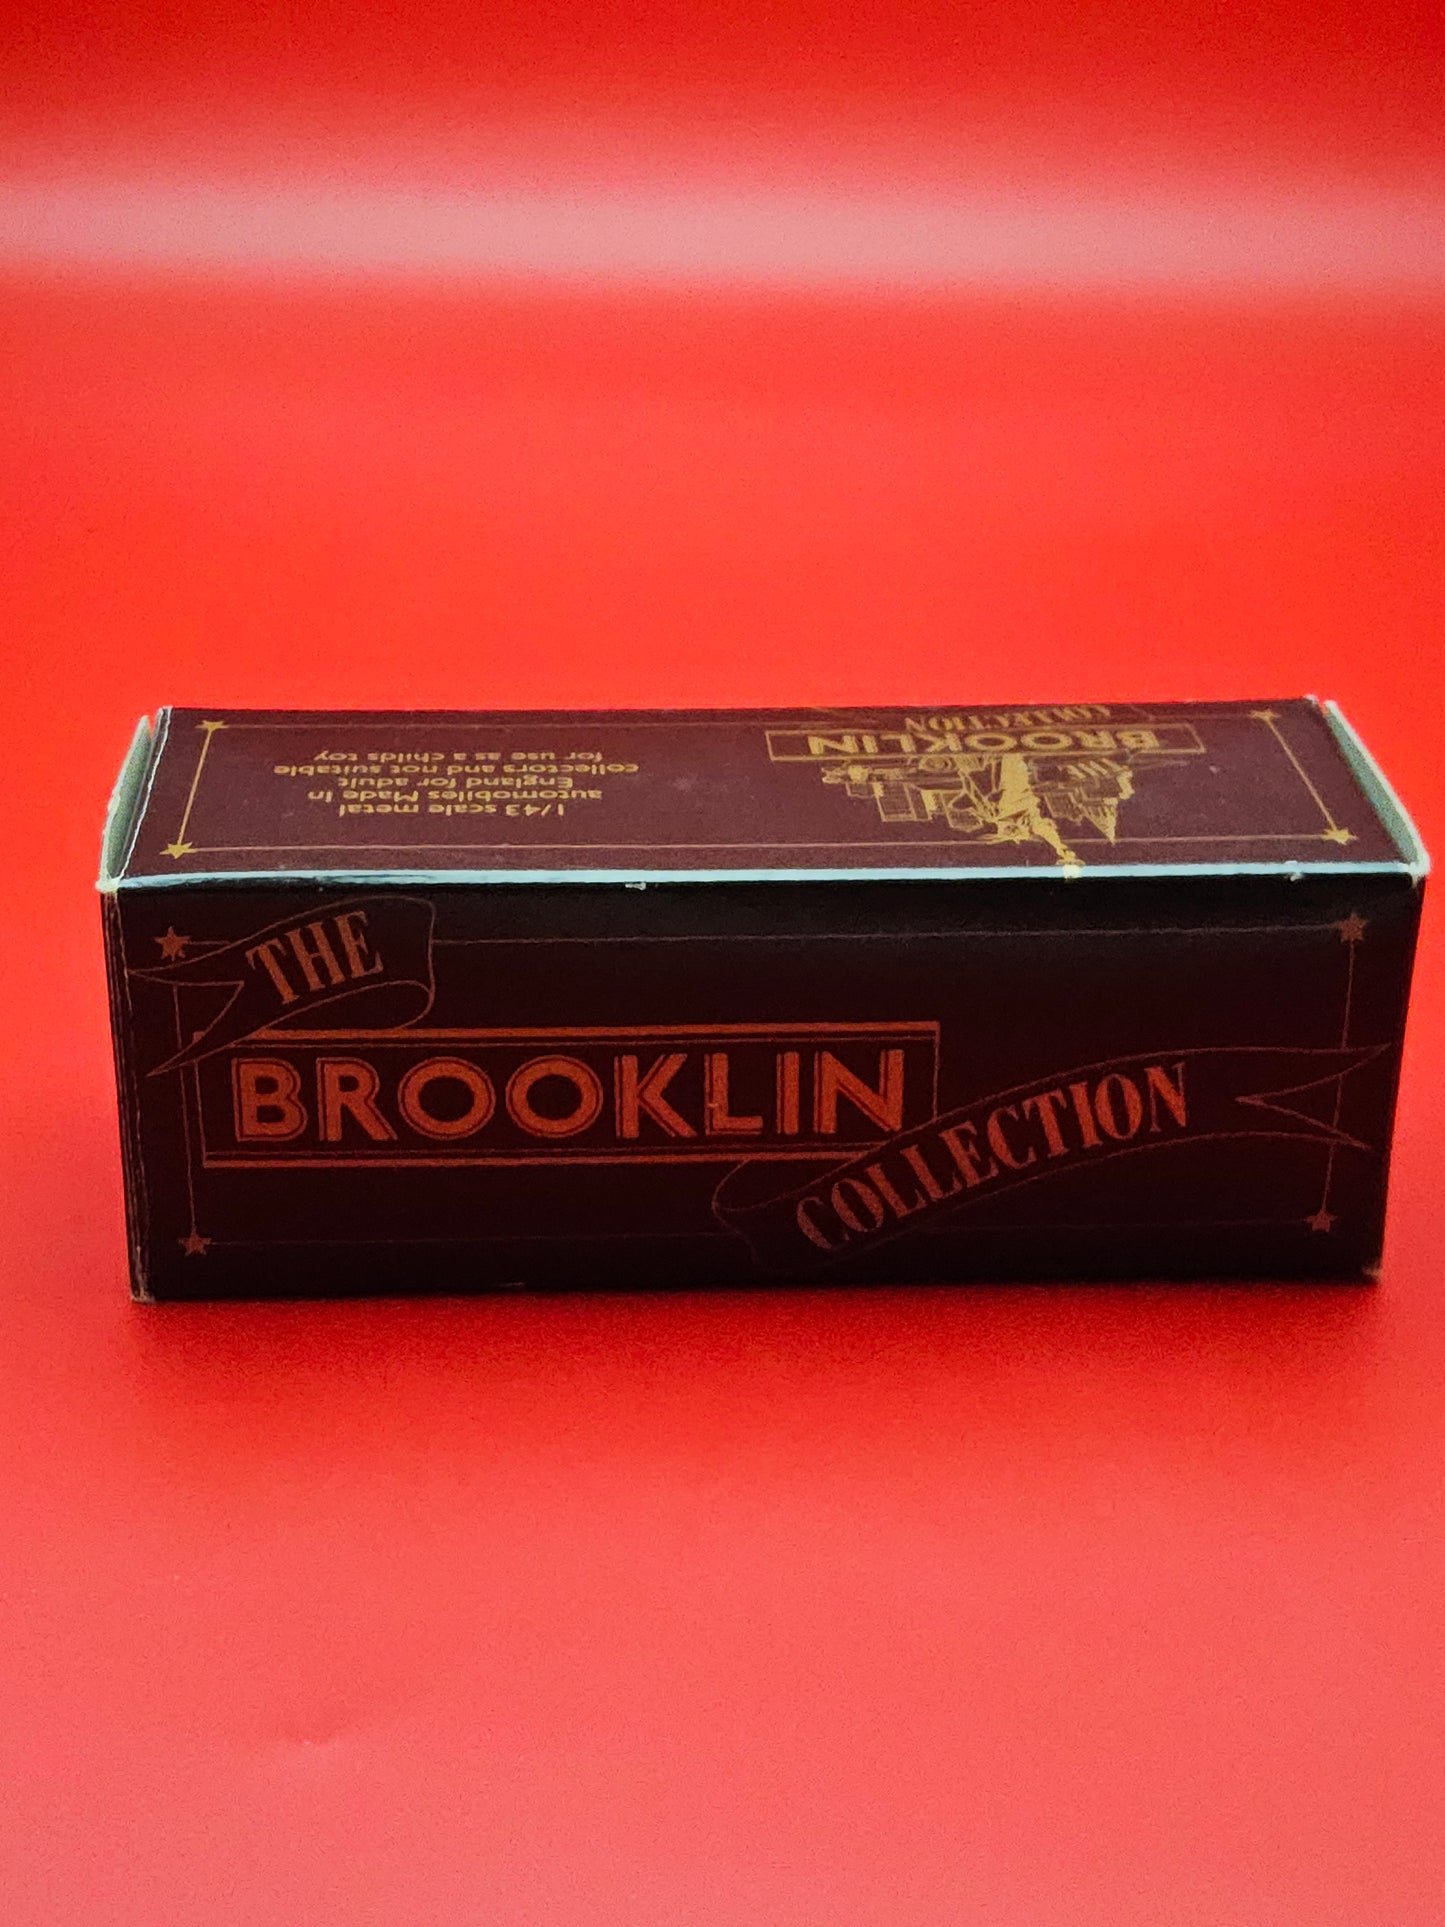 1/43 scale metal
automobiles Made in
England for adult
collectors and not suitable
for use as a childs toy
THE
BROOKLIN
COLLECTION
THE
BROOKLIN
COLLECTION